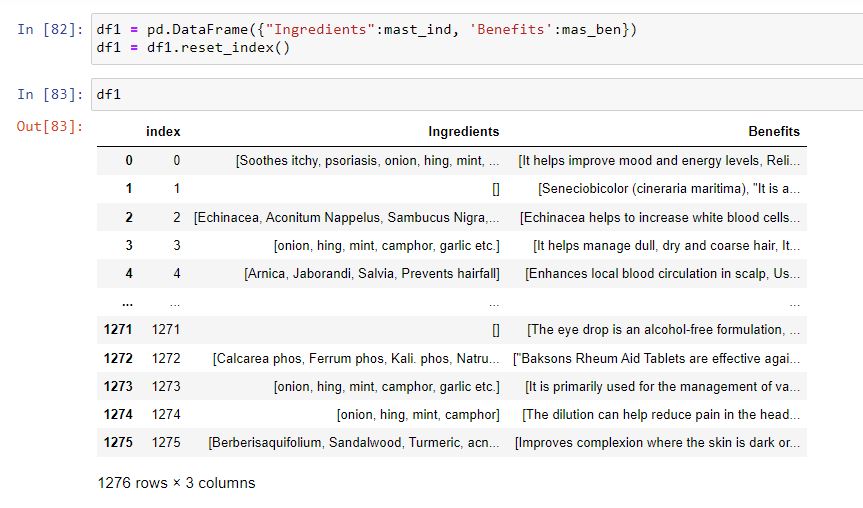 In [82]: df1 = pd.DataFrame({"Ingredients":mast_ind, 'Benefits':mas_ben})
df1 = df1.reset_index()
In [83]: df1
Out[83]:
index Ingredients Benefits
0 0 [Soothes itchy, psoriasis, onion, hing, mint, ... [It helps improve mood and energy levels, Reli...
1 1 [] [Seneciobicolor (cineraria maritima), "It is a...
2 2 [Echinacea, Aconitum Nappelus, Sambucus Nigra,... [Echinacea helps to increase white blood cells...
3 3 [onion, hing, mint, camphor, garlic etc.] [It helps manage dull, dry and coarse hair, It...
4 4 [Arnica, Jaborandi, Salvia, Prevents hairfall] [Enhances local blood circulation in scalp, Us...
... ... ... ...
1271 1271 [] [The eye drop is an alcohol-free formulation, ...
1272 1272 [Calcarea phos, Ferrum phos, Kali. phos, Natru... ["Baksons Rheum Aid Tablets are effective agai...
1273 1273 [onion, hing, mint, camphor, garlic etc.] [It is primarily used for the management of va...
1274 1274 [onion, hing, mint, camphor] [The dilution can help reduce pain in the head...
1275 1275 [Berberisaquifolium, Sandalwood, Turmeric, acn... [Improves complexion where the skin is dark or...
1276 rows × 3 columns